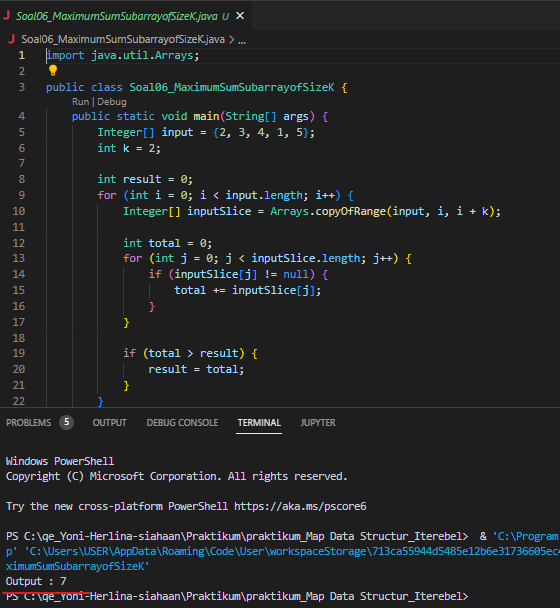 J Soal06_MaximumSumSubarrayofSizeK.java U X
J Soal06_MaximumSumSubarrayofSizeK.java > ...
1 import java.util.Arrays;
2
3 public class Soal06_MaximumSumSubarrayofSizeK {
Run | Debug
4 public static void main(String[] args) {
5 Integer[] input = {2, 3, 4, 1, 5};
6 int k = 2;
7
8 int result = 0;
9 for (int i = 0; i < input.length; i++) {
10 Integer[] inputSlice = Arrays.copyOfRange(input, i, i + k);
11
12 int total = 0;
13 for (int j = 0; j < inputSlice.length; j++) {
14 if (inputSlice[j] != null) {
15 total += inputSlice[j];
16 }
17 }
18
19 if (total > result) {
20 result = total;
21 }
22 }
PROBLEMS 5 OUTPUT DEBUG CONSOLE TERMINAL JUPYTER
Windows PowerShell
Copyright (C) Microsoft Corporation. All rights reserved.
Try the new cross-platform PowerShell https://aka.ms/pscore6
PS C:\qe_Yoni-Herlina-siahaan\Praktikum\praktikum_Map Data Structur_Iterebel> & 'C:\Program
p' 'C:\Users\USER\AppData\Roaming\Code\User\workspaceStorage\713ca55944d5485e12b6e31736605ec4
ximumSumSubarrayofSizeK'
Output : 7
PS C:\qe_Yoni-Herlina-siahaan\Praktikum\praktikum_Map Data Structur_Iterebel>